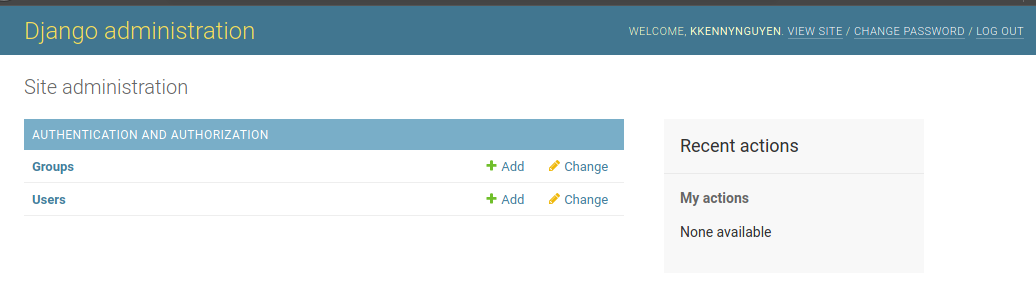 Django administration
WELCOME, KKENNYNGUYEN. VIEW SITE / CHANGE PASSWORD / LOG OUT
Site administration
AUTHENTICATION AND AUTHORIZATION
Groups Add Change
Users Add Change
Recent actions
My actions
None available